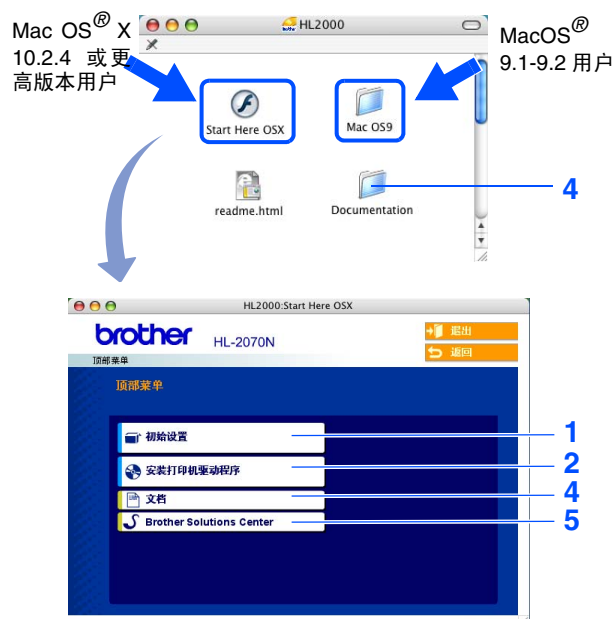 Mac OS® X
10.2.4 或更
高版本用户
HL2000
MacOS®
9.1-9.2 用户
Start Here OSX
Mac OS9
readme.html
Documentation
4
HL2000:Start Here OSX
brother
HL-2070N
退出
返回
顶部菜单
顶部菜单
初始设置
1
安装打印机驱动程序
2
文档
4
Brother Solutions Center
5